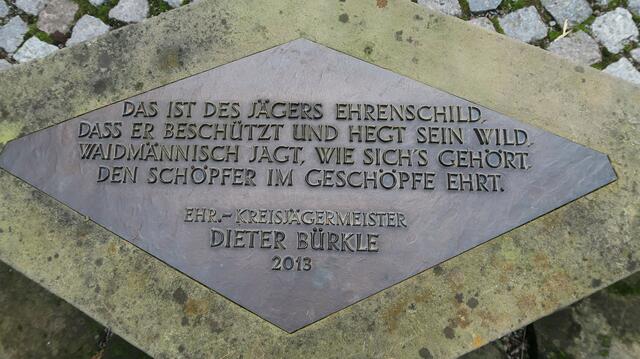 DAS IST DES JÄGERS EHRENSCHILD,
DASS ER BESCHÜTZT UND HEGT SEIN WILD,
WAIDMÄNNISCH JAGT, WIE SICH'S GEHÖRT,
DEN SCHÖPFER IM GESCHÖPFE EHRT.
EHR.-KREISJÄGERMEISTER
DIETER BÜRKLE
2013